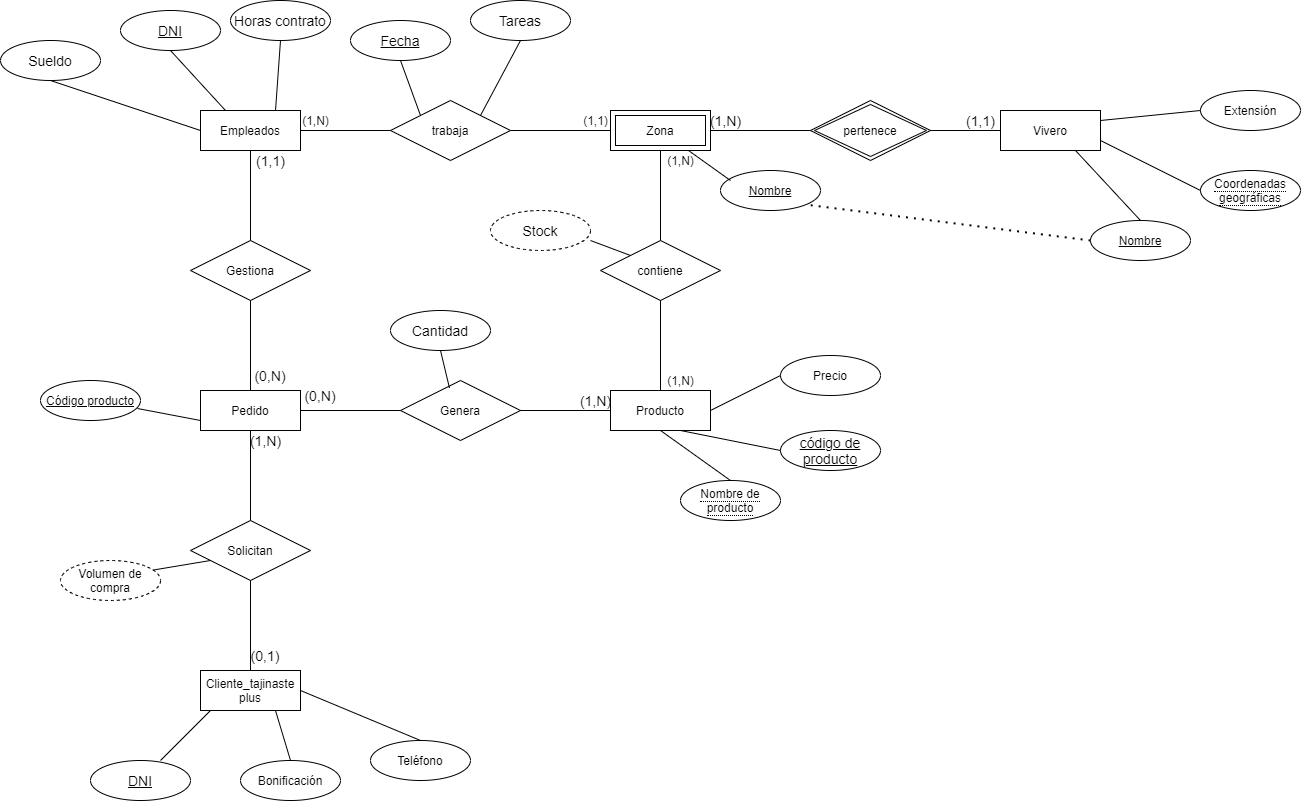 Horas contrato
Tareas
DNI
Fecha
Sueldo
Extensión
Empleados
(1,N)
trabaja
(1,1)
Zona
(1,N)
pertenece
(1,1)
Vivero
(1,1)
(1,N)
Nombre
Coordenadas
geográficas
Stock
Nombre
Gestiona
contiene
Cantidad
(0,N)
(1,N)
Precio
Código producto
Pedido
(0,N)
Genera
(1,N)
Producto
(1,N)
código de
producto
Nombre de
producto
Solicitan
Volumen de
compra
(0,1)
Cliente_tajinaste
plus
Teléfono
DNI
Bonificación